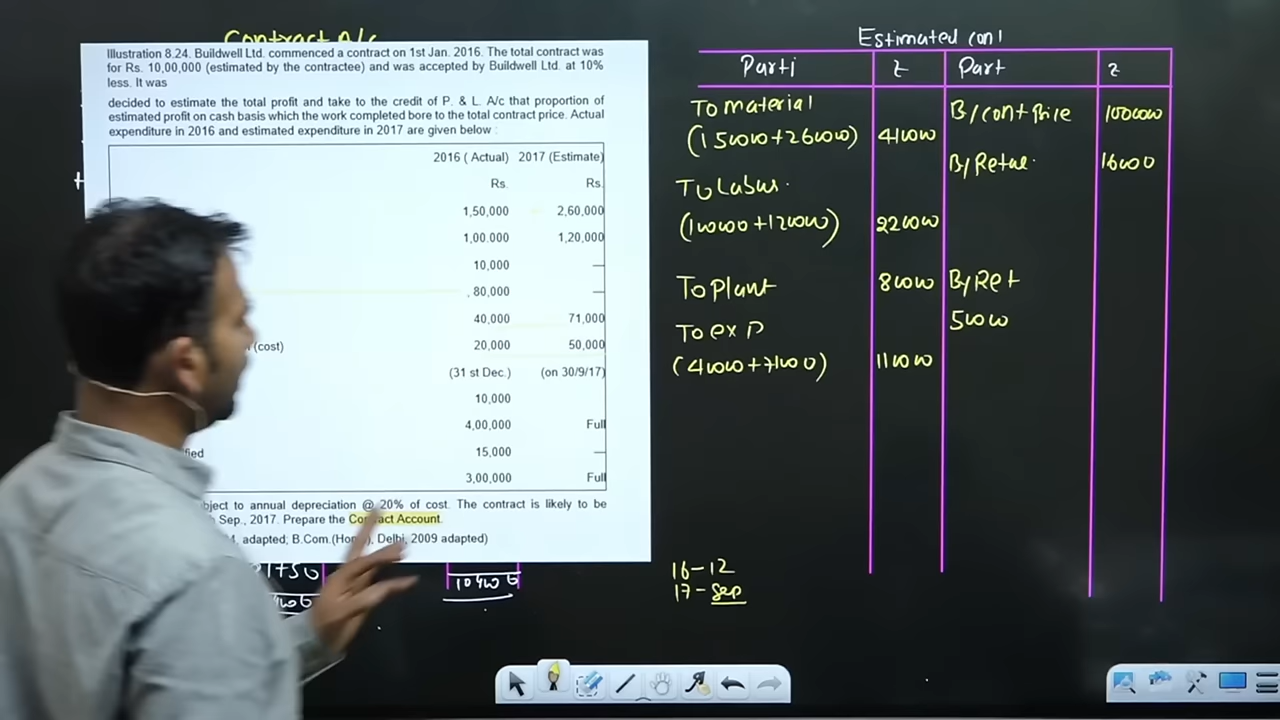 Contract A/c
Illustration 8.24. Buildwell Ltd. commenced a contract on 1st Jan. 2016. The total contract was
for Rs. 10,00,000 (estimated by the contractee) and was accepted by Buildwell Ltd. at 10%
less. It was
decided to estimate the total profit and take to the credit of P. & L. A/c that proportion of
estimated profit on cash basis which the work completed bore to the total contract price. Actual
expenditure in 2016 and estimated expenditure in 2017 are given below :
2016 ( Actual) 2017 (Estimate)
Rs. Rs.
1,50,000 2,60,000
1,00.000 1,20,000
10,000 —
80,000 —
40,000 71,000
(cost) 20,000 50,000
(31 st Dec.) (on 30/9/17)
10,000
4,00,000 Full
fied 15,000 —
3,00,000 Full
bject to annual depreciation @ 20% of cost. The contract is likely to be
Sep., 2017. Prepare the Contract Account.
adapted; B.Com.(Hons), Delhi, 2009 adapted)
10400
Estimated con
Parti ₹ Part ₹
To material
(150000+260000) 410000
B/cont price 1000000
B/Retue. 16000
To Labur.
(100000+120000) 220000
To plant 80000 B/Ret
50000
To exp
(40000+71000) 110000
16-12
17-Sep